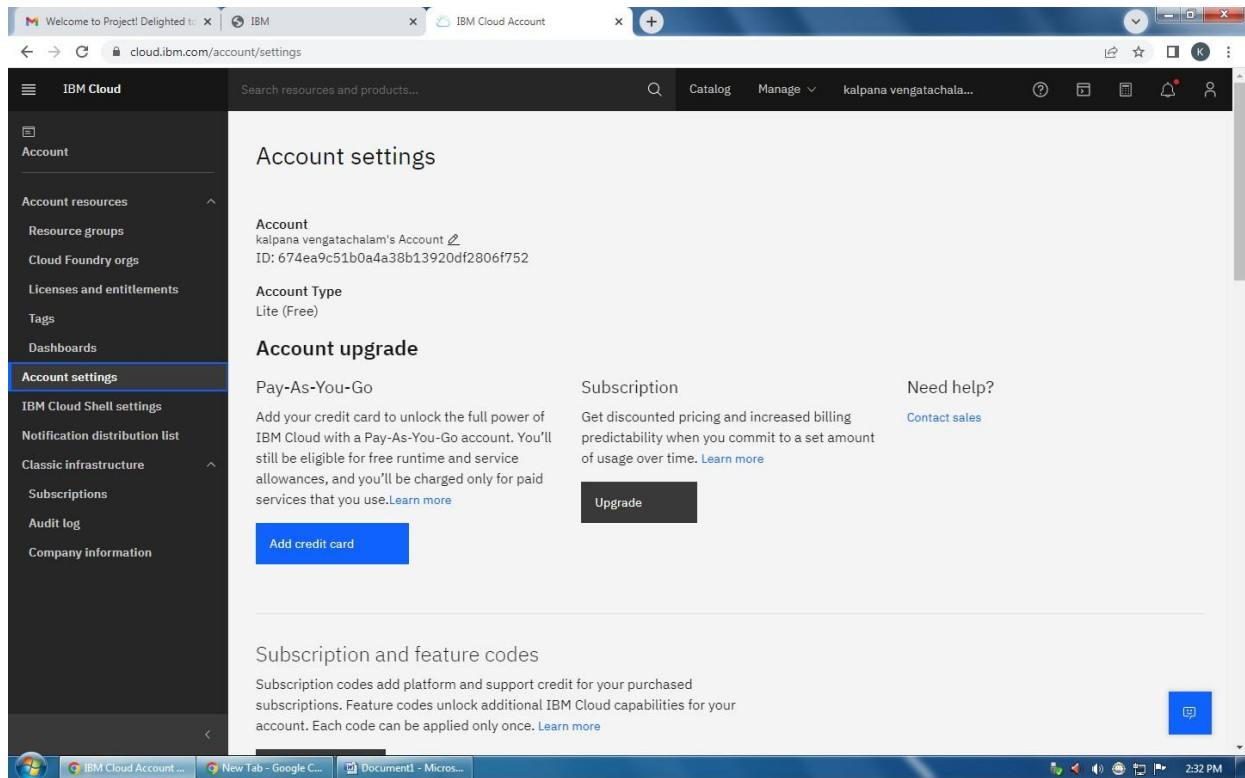 Welcome to Project! Delighted to
IBM
IBM Cloud Account
cloud.ibm.com/account/settings
K
IBM Cloud
Search resources and products...
Catalog
Manage
kalpana vengatachala...
Account
Account resources
Resource groups
Cloud Foundry orgs
Licenses and entitlements
Tags
Dashboards
Account settings
IBM Cloud Shell settings
Notification distribution list
Classic infrastructure
Subscriptions
Audit log
Company information
Account settings
Account
kalpana vengatachalam's Account
ID: 674ea9c51b0a4a38b13920df2806f752
Account Type
Lite (Free)
Account upgrade
Pay-As-You-Go
Add your credit card to unlock the full power of
IBM Cloud with a Pay-As-You-Go account. You'll
still be eligible for free runtime and service
allowances, and you'll be charged only for paid
services that you use.Learn more
Add credit card
Subscription
Get discounted pricing and increased billing
predictability when you commit to a set amount
of usage over time. Learn more
Upgrade
Need help?
Contact sales
Subscription and feature codes
Subscription codes add platform and support credit for your purchased
subscriptions. Feature codes unlock additional IBM Cloud capabilities for your
account. Each code can be applied only once. Learn more
IBM Cloud Account ...
New Tab - Google C...
Document1 - Micros...
2:32 PM